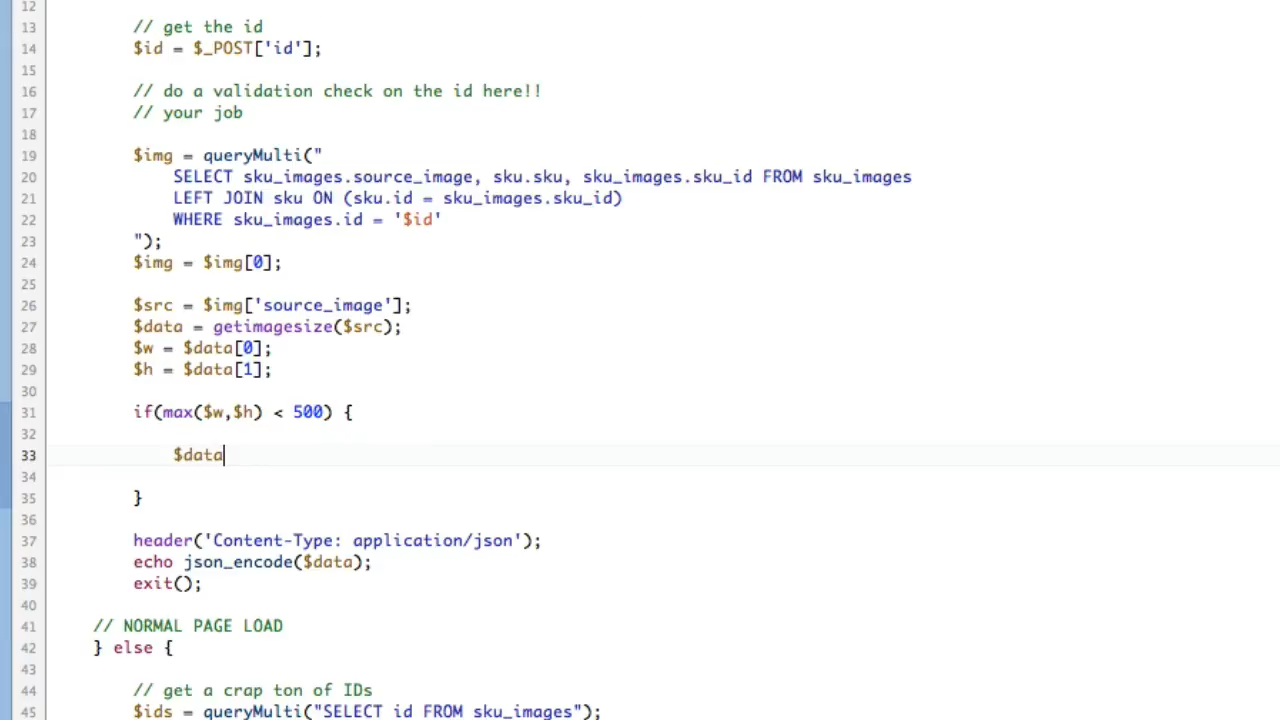 12
13 // get the id
14 $id = $_POST['id'];
15
16 // do a validation check on the id here!!
17 // your job
18
19 $img = queryMulti("
20 SELECT sku_images.source_image, sku.sku, sku_images.sku_id FROM sku_images
21 LEFT JOIN sku ON (sku.id = sku_images.sku_id)
22 WHERE sku_images.id = '$id'
23 ");
24 $img = $img[0];
25
26 $src = $img['source_image'];
27 $data = getimagesize($src);
28 $w = $data[0];
29 $h = $data[1];
30
31 if(max($w,$h) < 500) {
32
33 $data
34
35 }
36
37 header('Content-Type: application/json');
38 echo json_encode($data);
39 exit();
40
41 // NORMAL PAGE LOAD
42 } else {
43
44 // get a crap ton of IDs
45 $ids = queryMulti("SELECT id FROM sku_images");